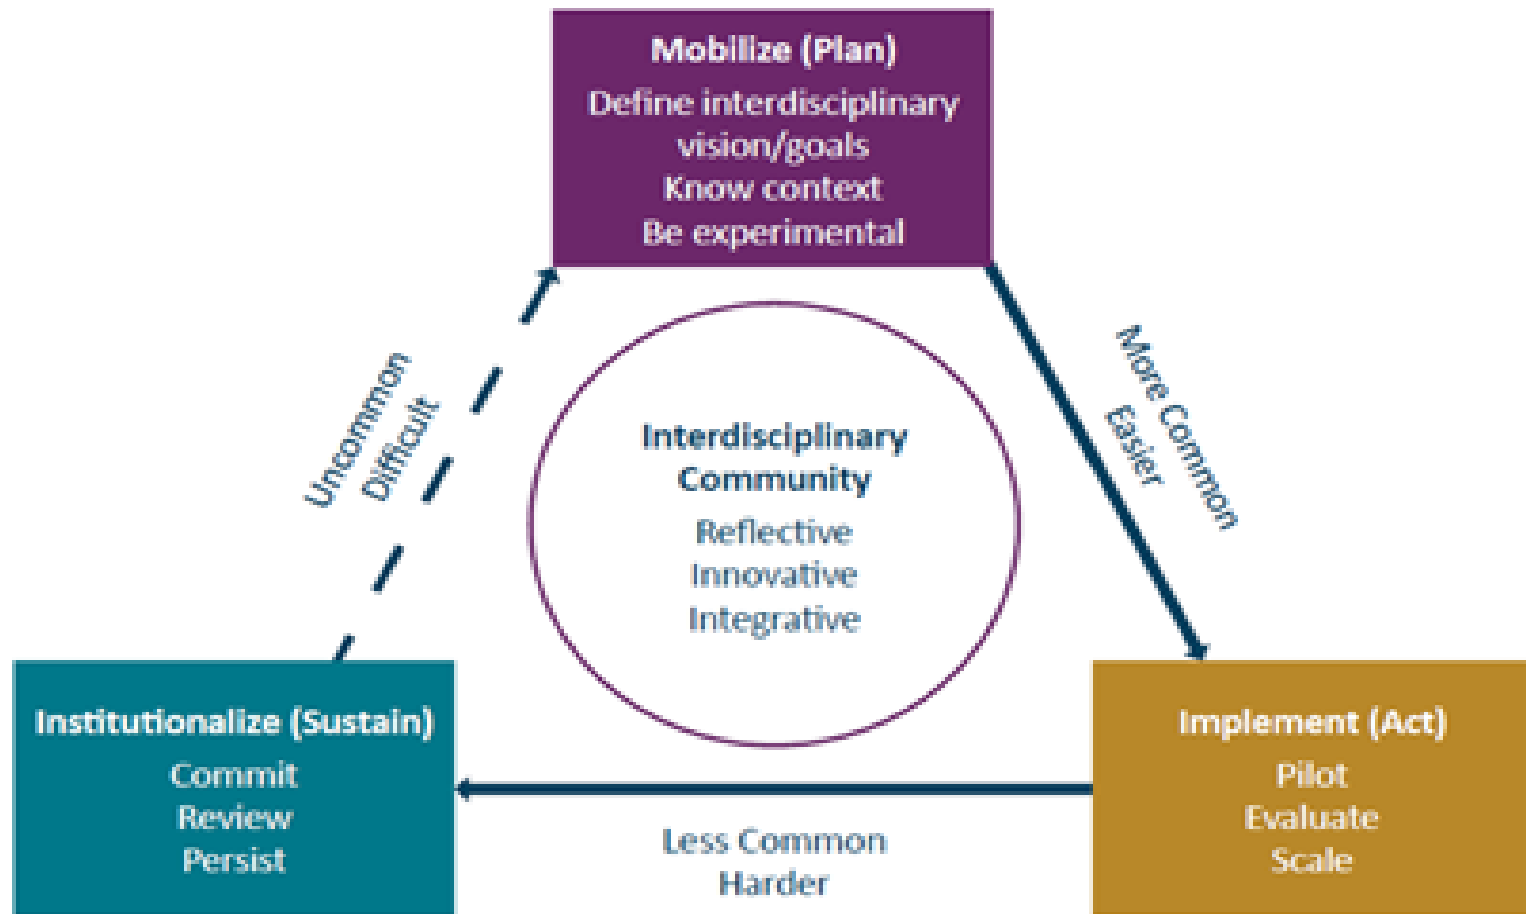 Mobilize (Plan)
Define interdisciplinary
vision/goals
Know context
Be experimental
Uncommon
Difficult
More Common
Easier
Interdisciplinary
Community
Reflective
Innovative
Integrative
Institutionalize (Sustain)
Commit
Review
Persist
Less Common
Harder
Implement (Act)
Pilot
Evaluate
Scale